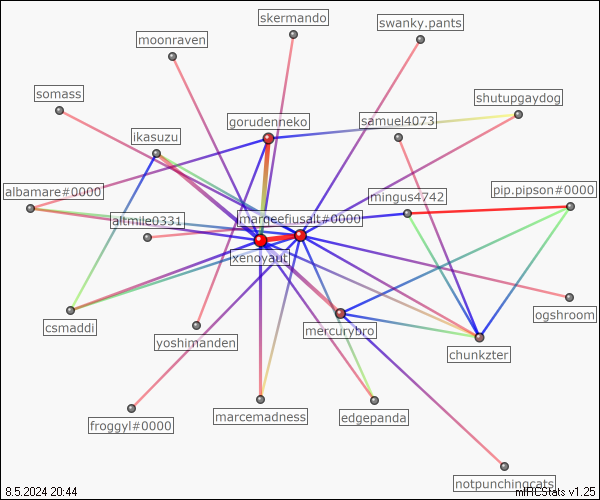 skermando
swanky.pants
moonraven
somass
shutupgaydog
gorudenneko
samuel4073
ikasuzu
albamare#0000
mingus4742
pip.pipson#0000
altmile0331
marqeefiusalt#0000
xenoyaut
ogshroom
csmaddi
yoshimanden
mercurybro
chunkzter
froggyl#0000
marcemadness
edgepanda
notpunchingcats
8.5.2024 20:44
mIRCStats v1.25